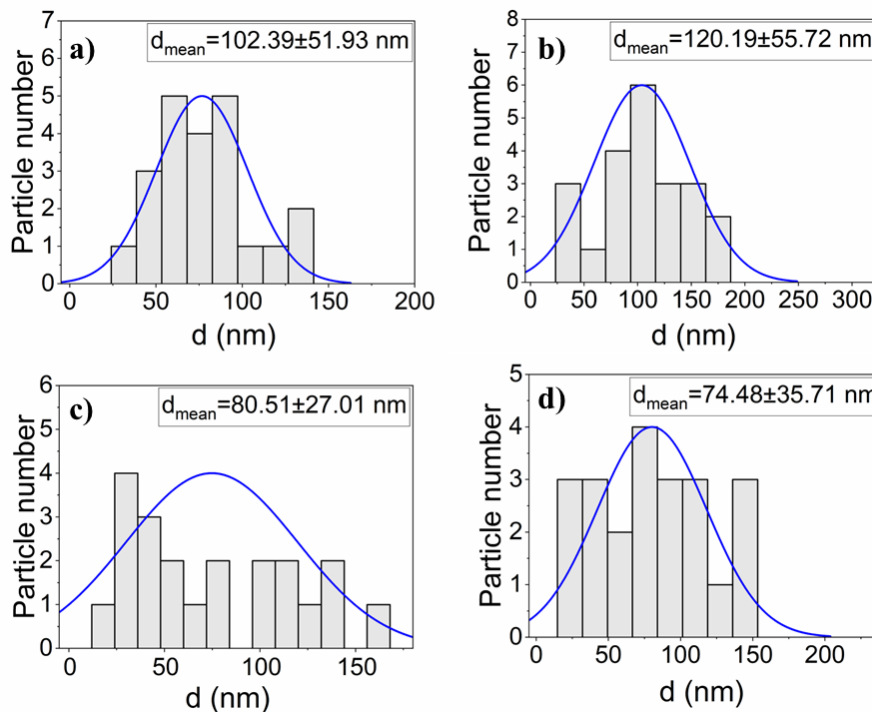 a)
d_mean=102.39±51.93 nm
Particle number
7
6
5
4
3
2
1
0
0 50 100 150 200
d (nm)
b)
d_mean=120.19±55.72 nm
Particle number
8
7
6
5
4
3
2
1
0
0 50 100 150 200 250 300
d (nm)
c)
d_mean=80.51±27.01 nm
Particle number
6
5
4
3
2
1
0
0 50 100 150
d (nm)
d)
d_mean=74.48±35.71 nm
Particle number
5
4
3
2
1
0
0 50 100 150 200
d (nm)